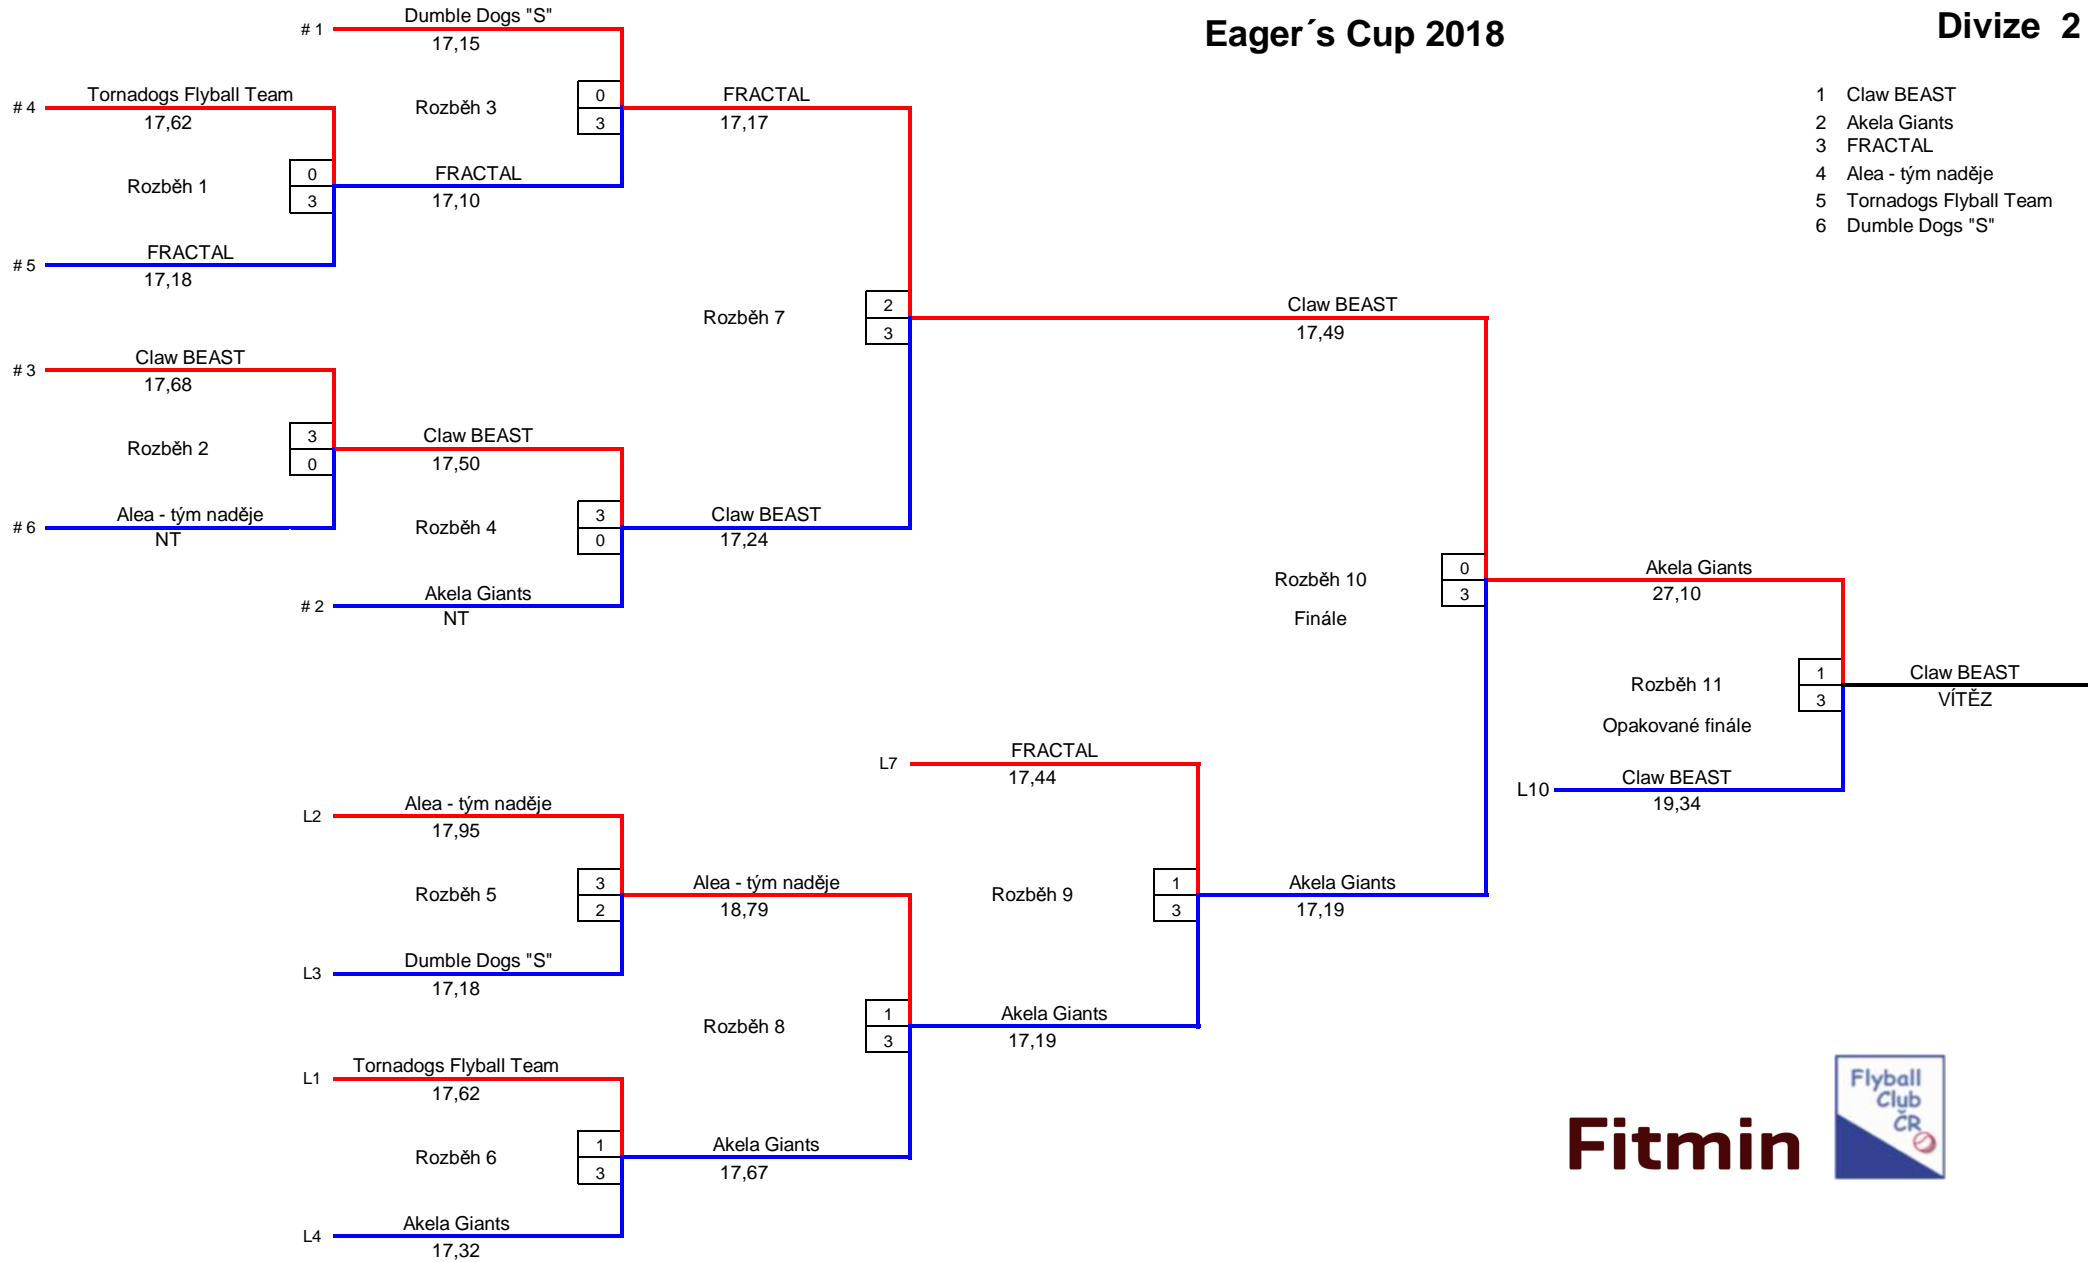 Eager´s Cup 2018
Divize 2
1 Claw BEAST
2 Akela Giants
3 FRACTAL
4 Alea - tým naděje
5 Tornadogs Flyball Team
6 Dumble Dogs "S"
# 1
Dumble Dogs "S"
17,15
# 4
Tornadogs Flyball Team
17,62
Rozběh 3
0
3
FRACTAL
17,17
Rozběh 1
0
3
FRACTAL
17,10
# 5
FRACTAL
17,18
Rozběh 7
2
3
Claw BEAST
17,49
# 3
Claw BEAST
17,68
Rozběh 2
3
0
Claw BEAST
17,50
# 6
Alea - tým naděje
NT
Rozběh 4
3
0
Claw BEAST
17,24
# 2
Akela Giants
NT
Rozběh 10
Finále
0
3
Akela Giants
27,10
Rozběh 11
Opakované finále
1
3
Claw BEAST
VÍTĚZ
L10
Claw BEAST
19,34
L7
FRACTAL
17,44
L2
Alea - tým naděje
17,95
Rozběh 5
3
2
Alea - tým naděje
18,79
Rozběh 9
1
3
Akela Giants
17,19
L3
Dumble Dogs "S"
17,18
Rozběh 8
1
3
Akela Giants
17,19
L1
Tornadogs Flyball Team
17,62
Rozběh 6
1
3
Akela Giants
17,67
L4
Akela Giants
17,32
Fitmin
Flyball
Club
ČR